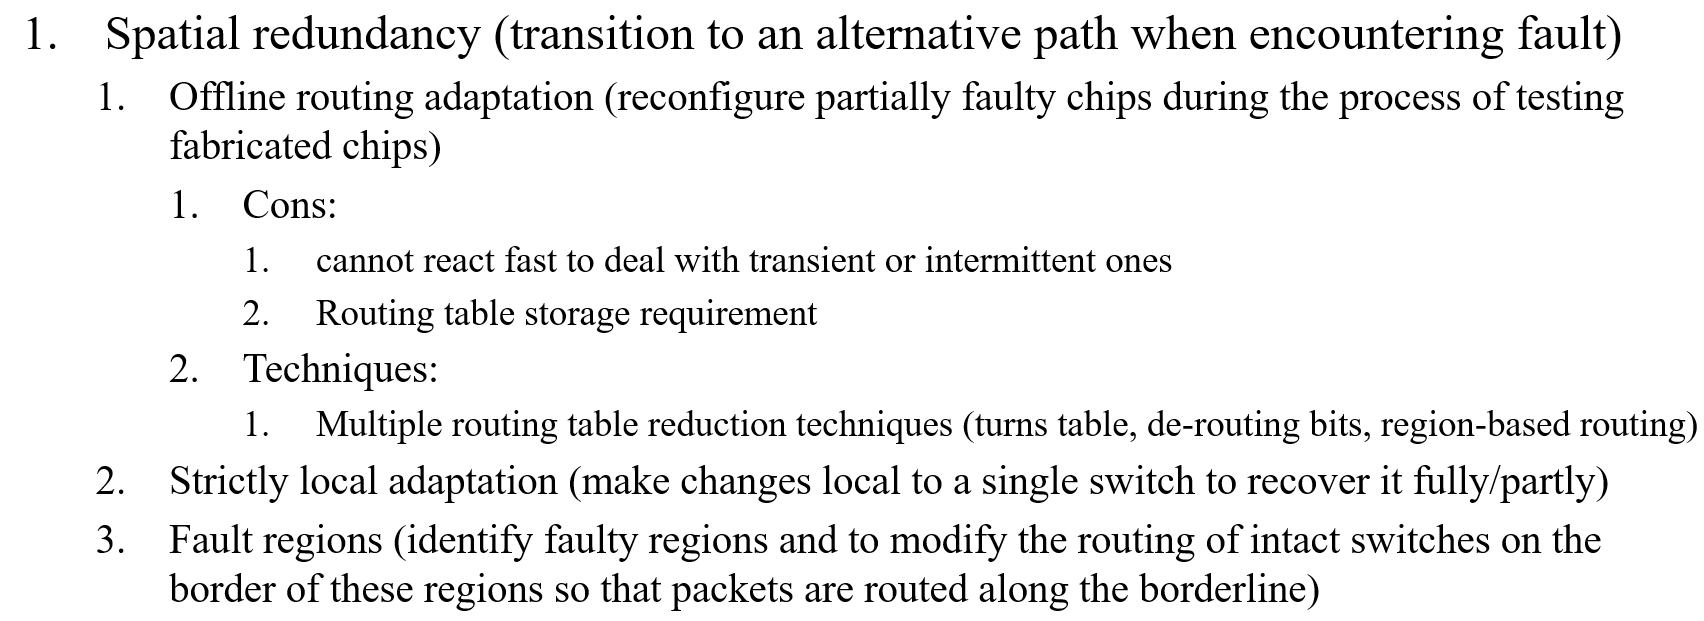 1. Spatial redundancy (transition to an alternative path when encountering fault)
1. Offline routing adaptation (reconfigure partially faulty chips during the process of testing
fabricated chips)
1. Cons:
1. cannot react fast to deal with transient or intermittent ones
2. Routing table storage requirement
2. Techniques:
1. Multiple routing table reduction techniques (turns table, de-routing bits, region-based routing)
2. Strictly local adaptation (make changes local to a single switch to recover it fully/partly)
3. Fault regions (identify faulty regions and to modify the routing of intact switches on the
border of these regions so that packets are routed along the borderline)